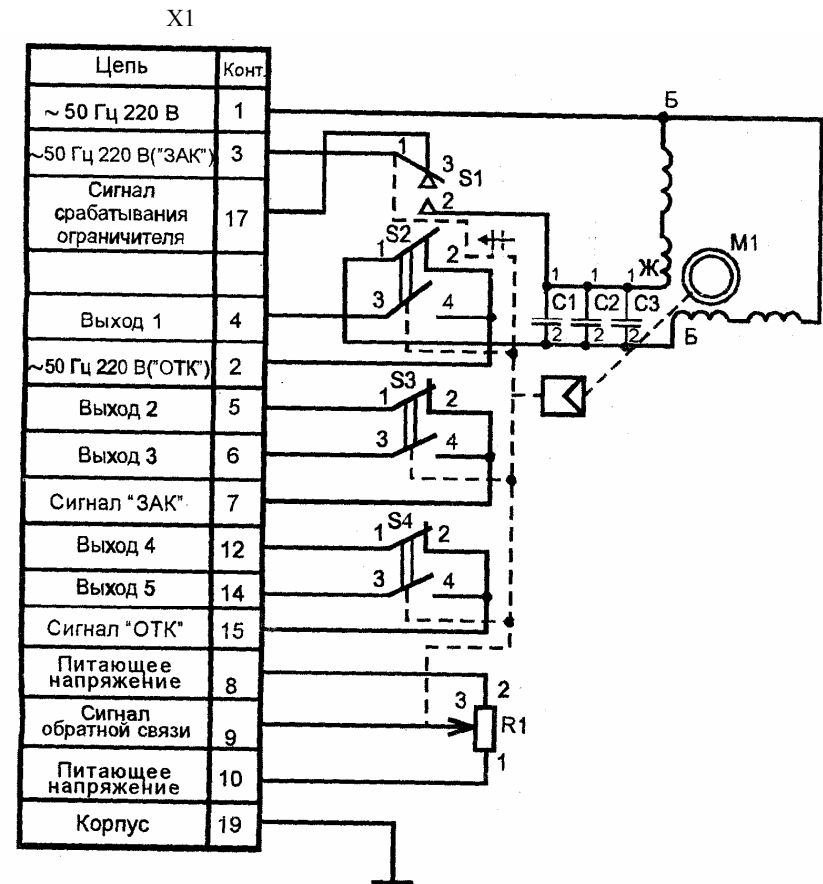 X1
Цепь Конт.
~ 50 Гц 220 В 1
~50 Гц 220 В("ЗАК") 3
Сигнал
срабатывания
ограничителя 17
Выход 1 4
~50 Гц 220 В("ОТК") 2
Выход 2 5
Выход 3 6
Сигнал "ЗАК" 7
Выход 4 12
Выход 5 14
Сигнал "ОТК" 15
Питающее
напряжение 8
Сигнал
обратной связи 9
Питающее
напряжение 10
Корпус 19
1 3 S1
2
S2
1 2
3 4
S3
1 2
3 4
S4
1 2
3 4
3 2
R1
1
Б
Ж M1
1 1 1
C1 C2 C3
2 2 2
Б